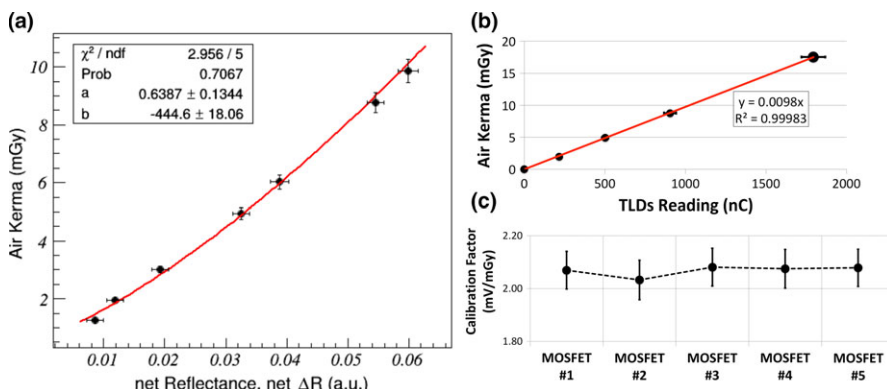 (a)
χ² / ndf 2.956 / 5
Prob 0.7067
a 0.6387 ± 0.1344
b -444.6 ± 18.06
Air Kerma (mGy)
10
8
6
4
2
0.01 0.02 0.03 0.04 0.05 0.06
net Reflectance, net ΔR (a.u.)
(b)
Air Kerma (mGy)
20
15
10
5
0
y = 0.0098x
R² = 0.99983
0 500 1000 1500 2000
TLDs Reading (nC)
(c)
Calibration Factor
(mV/mGy)
2.20
2.00
1.80
MOSFET MOSFET MOSFET MOSFET MOSFET
#1 #2 #3 #4 #5